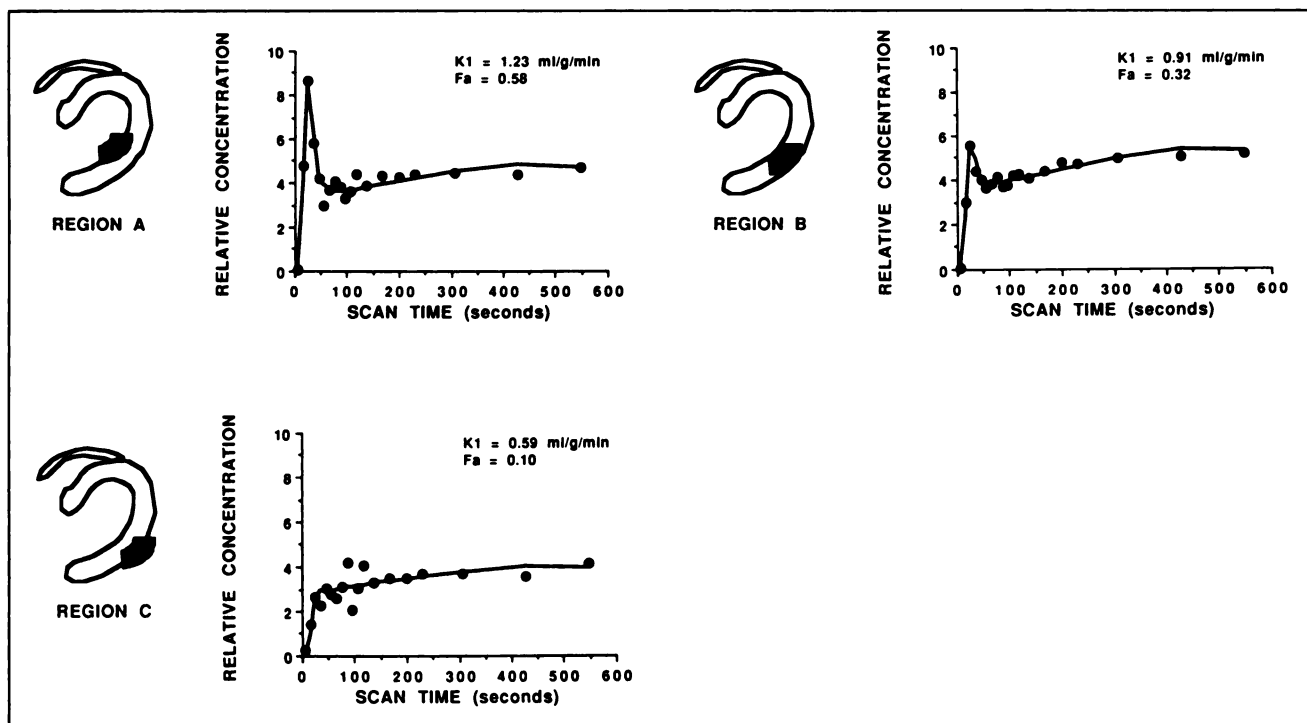 RELATIVE CONCENTRATION
10
8
6
4
2
0
K1 = 1.23 ml/g/min
Fa = 0.58
0 100 200 300 400 500 600
SCAN TIME (seconds)
REGION A
RELATIVE CONCENTRATION
10
8
6
4
2
0
K1 = 0.91 ml/g/min
Fa = 0.32
0 100 200 300 400 500 600
SCAN TIME (seconds)
REGION B
RELATIVE CONCENTRATION
10
8
6
4
2
0
K1 = 0.59 ml/g/min
Fa = 0.10
0 100 200 300 400 500 600
SCAN TIME (seconds)
REGION C